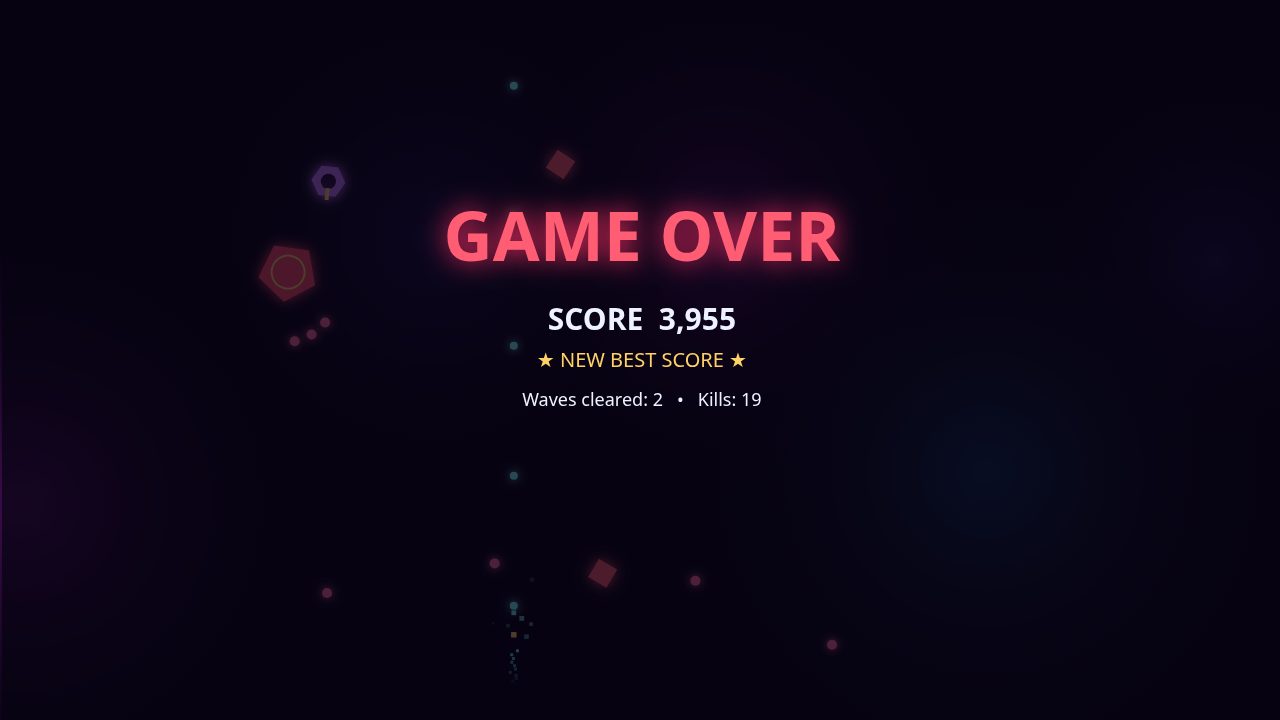 GAME OVER
SCORE 3,955
★ NEW BEST SCORE ★
Waves cleared: 2 • Kills: 19